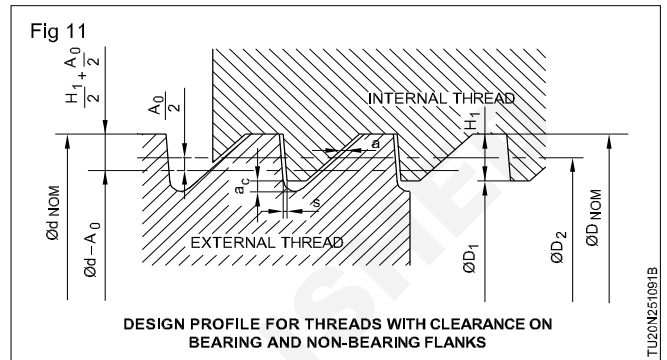 Fig 11
H1/2 + A0/2
A0/2
INTERNAL THREAD
H1
a
ac
s
EXTERNAL THREAD
Ød NOM
Ød–A0
ØD1
ØD2
ØD NOM
DESIGN PROFILE FOR THREADS WITH CLEARANCE ON
BEARING AND NON-BEARING FLANKS
TU20N251091B